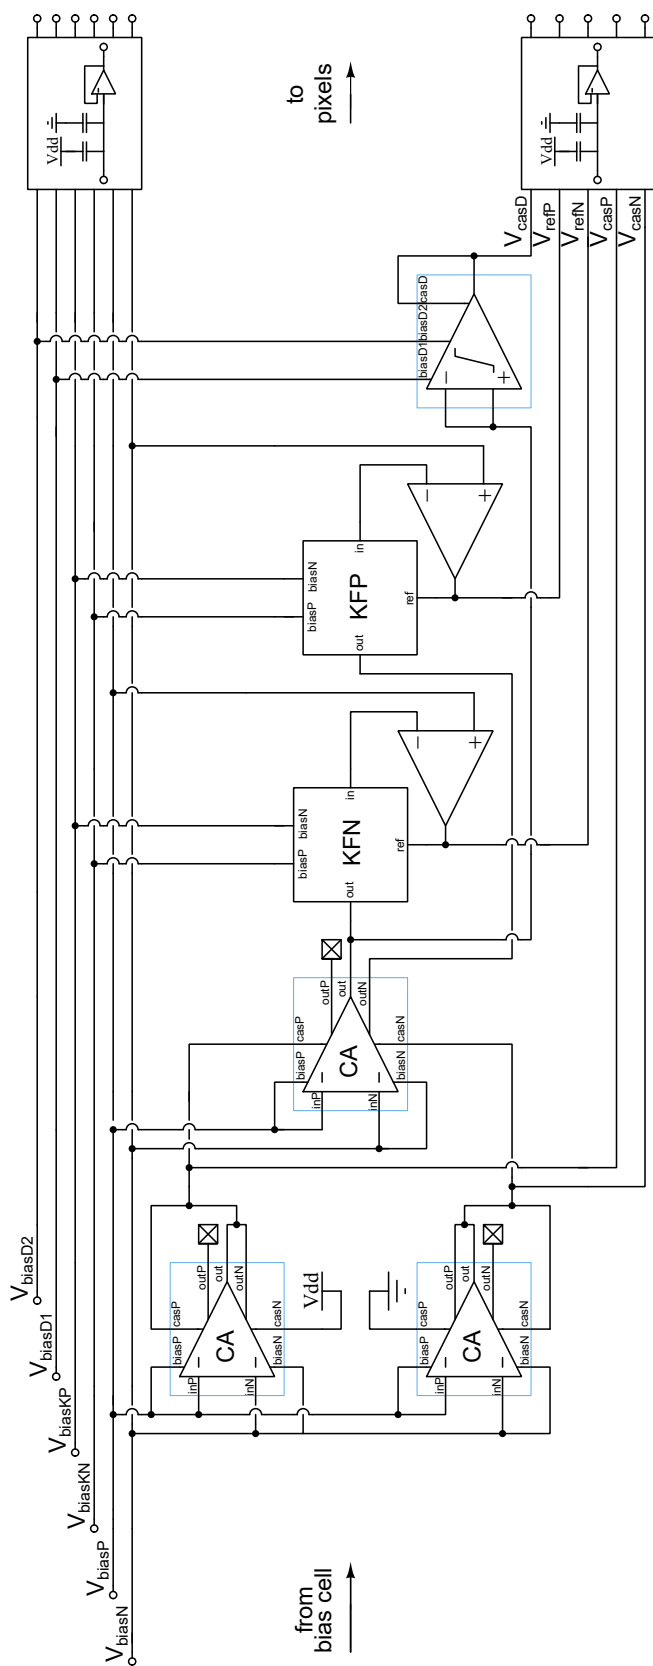 VbiasD2
VbiasD1
VbiasKP
VbiasKN
VbiasP
VbiasN
Vdd
from
bias cell
to
pixels
biasP casP
inP
outP
out
outN
inN
CA
biasN casN
Vdd
biasP casP
inP
outP
out
outN
inN
CA
biasN casN
biasP casP
inP
outP
out
outN
inN
CA
biasN casN
biasP biasN
out
KFN
in
ref
−
+
biasP biasN
out
KFP
in
ref
−
+
biasD1 biasD2 casD
−
+
VcasD
VrefP
VrefN
VcasP
VcasN
Vdd